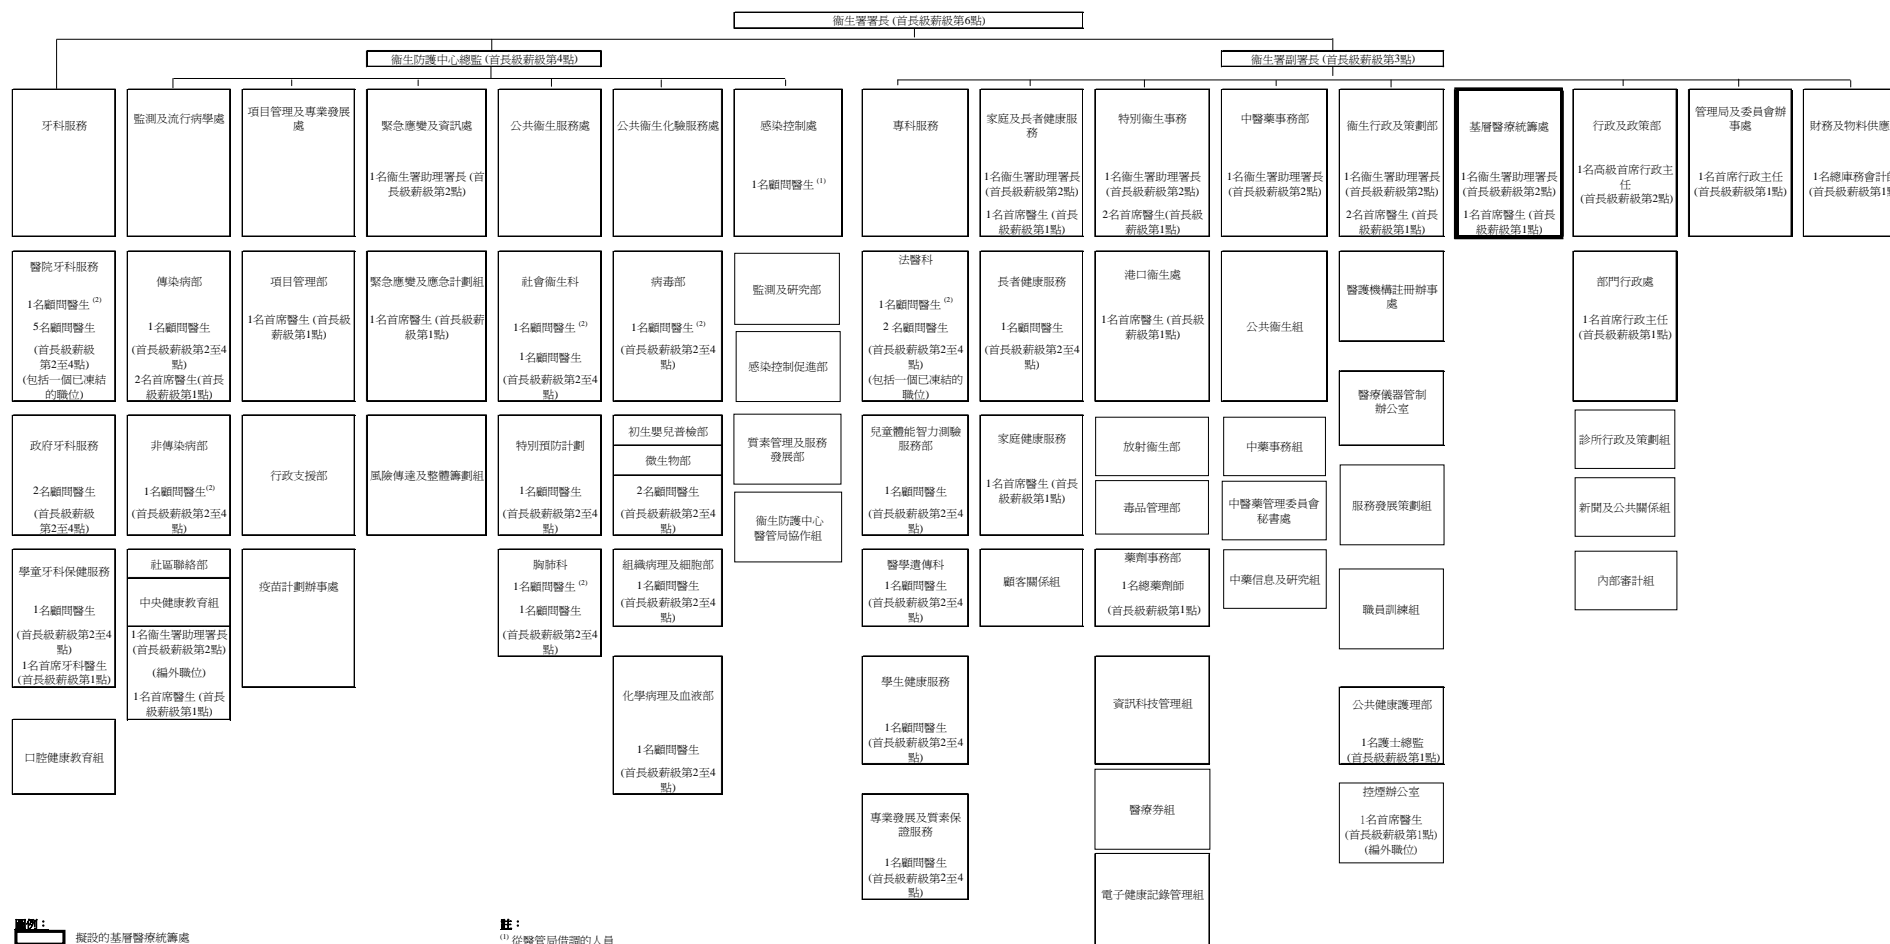 衞生署署長 (首長級薪級第6點)
衞生防護中心總監 (首長級薪級第4點)
衞生署副署長 (首長級薪級第3點)
牙科服務
監測及流行病學處
項目管理及專業發展
處
緊急應變及資訊處
1名衞生署助理署長 (首
長級薪級第2點)
公共衞生服務處
公共衞生化驗服務處
感染控制處
1名顧問醫生 (1)
專科服務
家庭及長者健康服
務
1名衞生署助理署長
(首長級薪級第2點)
1名首席醫生 (首長
級薪級第1點)
特別衞生事務
1名衞生署助理署長
(首長級薪級第2點)
2名首席醫生(首長級
薪級第1點)
中醫藥事務部
1名衞生署助理署長
(首長級薪級第2點)
衞生行政及策劃部
1名衞生署助理署長
(首長級薪級第2點)
2名首席醫生 (首長
級薪級第1點)
基層醫療統籌處
1名衞生署助理署長
(首長級薪級第2點)
1名首席醫生 (首長
級薪級第1點)
行政及政策部
1名高級首席行政主
任
(首長級薪級第2點)
管理局及委員會辦
事處
1名首席行政主任
(首長級薪級第1點)
財務及物料供應
1名總庫務會計
(首長級薪級第1
醫院牙科服務
1名顧問醫生 (2)
5名顧問醫生
(首長級薪級
第2至4點)
(包括一個已凍結
的職位)
傳染病部
1名顧問醫生
(首長級薪級第2至4
點)
2名首席醫生(首長
級薪級第1點)
項目管理部
1名首席醫生 (首長級
薪級第1點)
緊急應變及應急計劃組
1名首席醫生 (首長級薪
級第1點)
社會衞生科
1名顧問醫生 (2)
1名顧問醫生
(首長級薪級第2至4
點)
病毒部
1名顧問醫生 (2)
(首長級薪級第2至4
點)
監測及研究部
感染控制促進部
法醫科
1名顧問醫生 (2)
2 名顧問醫生
(首長級薪級第2至4
點)
(包括一個已凍結的
職位)
長者健康服務
1名顧問醫生
(首長級薪級第2至4
點)
港口衞生處
1名首席醫生 (首長級
薪級第1點)
公共衞生組
醫護機構註冊辦事
處
醫療儀器管制
辦公室
部門行政處
1名首席行政主任
(首長級薪級第1點)
政府牙科服務
2名顧問醫生
(首長級薪級
第2至4點)
非傳染病部
1名顧問醫生(2)
(首長級薪級第2至4
點)
行政支援部
風險傳達及整體籌劃組
特別預防計劃
1名顧問醫生
(首長級薪級第2至4
點)
初生嬰兒普檢部
微生物部
2名顧問醫生
(首長級薪級第2至4
點)
質素管理及服務
發展部
衞生防護中心
醫管局協作組
兒童體能智力測驗
服務部
1名顧問醫生
(首長級薪級第2至4
點)
家庭健康服務
1名首席醫生 (首長
級薪級第1點)
放射衞生部
毒品管理部
中藥事務組
中醫藥管理委員會
秘書處
服務發展策劃組
診所行政及策劃組
新聞及公共關係組
學童牙科保健服務
1名顧問醫生
(首長級薪級第2至4
點)
1名首席牙科醫生
(首長級薪級第1點)
社區聯絡部
中央健康教育組
1名衞生署助理署長
(首長級薪級第2點)
(編外職位)
1名首席醫生 (首長
級薪級第1點)
疫苗計劃辦事處
胸肺科
1名顧問醫生 (2)
1名顧問醫生
(首長級薪級第2至4
點)
組織病理及細胞部
1名顧問醫生
(首長級薪級第2至4
點)
醫學遺傳科
1名顧問醫生
(首長級薪級第2至4
點)
顧客關係組
藥劑事務部
1名總藥劑師
(首長級薪級第1點)
中藥信息及研究組
職員訓練組
內部審計組
口腔健康教育組
化學病理及血液部
1名顧問醫生
(首長級薪級第2至4
點)
學生健康服務
1名顧問醫生
(首長級薪級第2至4
點)
資訊科技管理組
公共健康護理部
1名護士總監
(首長級薪級第1點)
專業發展及質素保
證服務
1名顧問醫生
(首長級薪級第2至4
點)
醫療券組
控煙辦公室
1名首席醫生
(首長級薪級第1點)
(編外職位)
電子健康記錄管理組
圖例：
擬設的基層醫療統籌處
註：
(1) 從醫管局借調的人員